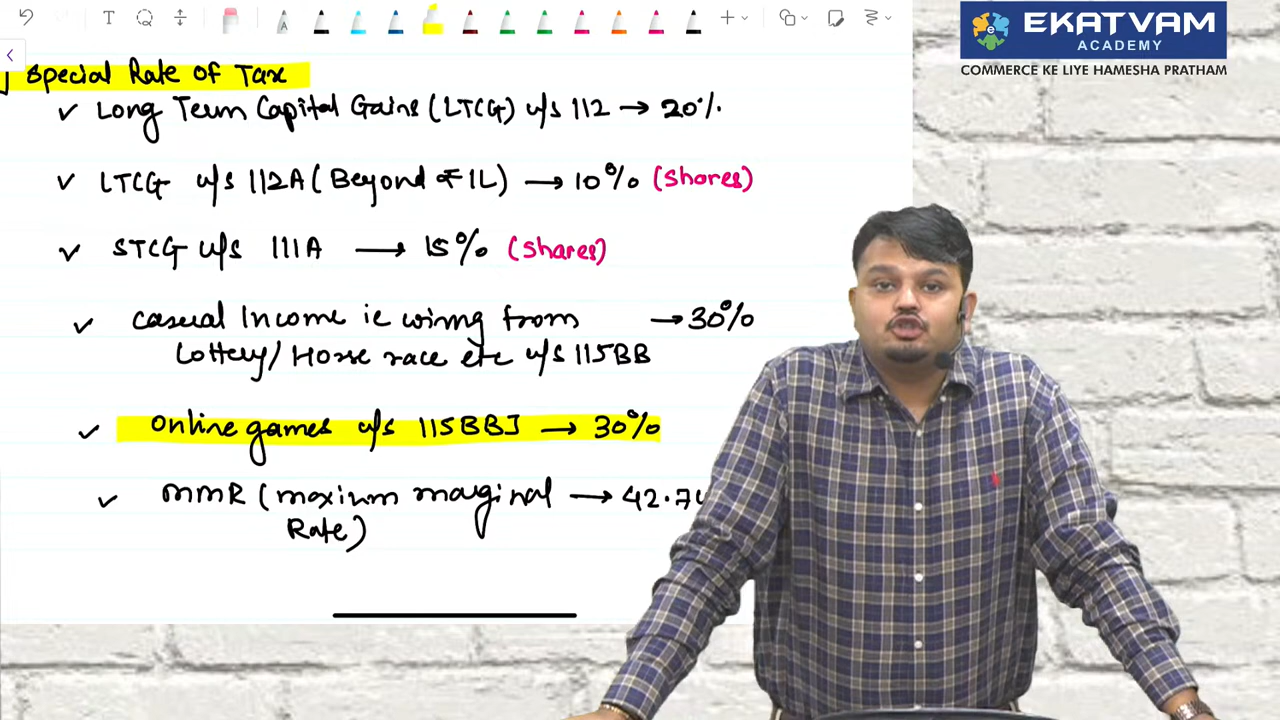 EKATVAM
ACADEMY
COMMERCE KE LIYE HAMESHA PRATHAM
Special Rate of Tax
✓ Long Term Capital Gains (LTCG) u/s 112 → 20%
✓ LTCG u/s 112A (Beyond ₹ 1L) → 10% (Shares)
✓ STCG u/s 111A → 15% (Shares)
✓ Casual Income ie wining from → 30%
Lottery/ Horse race etc u/s 115BB
✓ Online games u/s 115BBJ → 30%
✓ MMR (maxium marginal → 42.74
Rate)